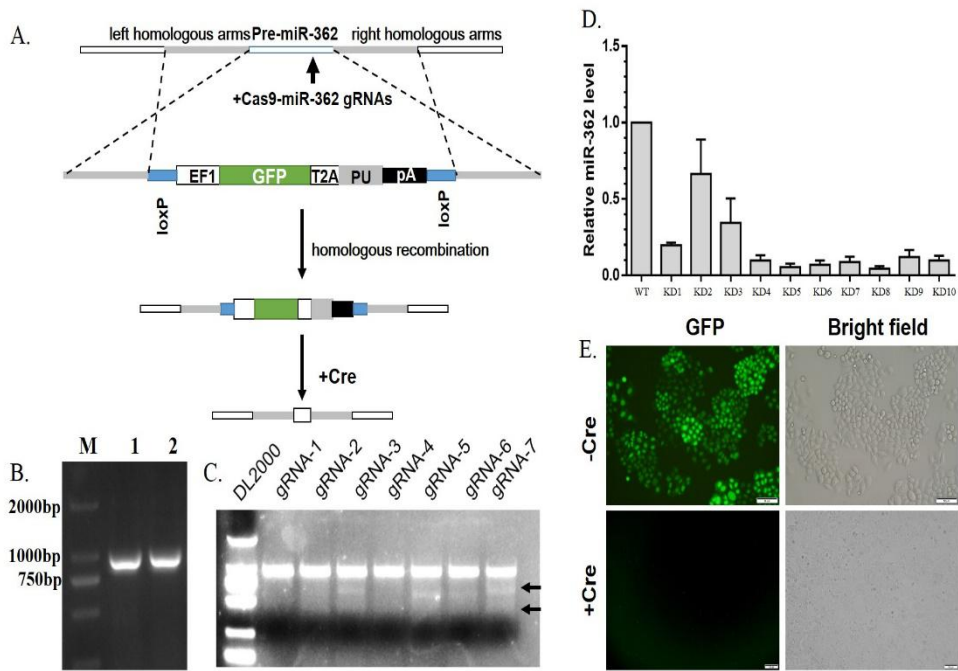 A.
left homologous arms Pre-miR-362 right homologous arms
+Cas9-miR-362 gRNAs
EF1 GFP T2A PU pA
loxP loxP
homologous recombination
+Cre
B.
M 1 2
2000bp
1000bp
750bp
C.
DL2000 gRNA-1 gRNA-2 gRNA-3 gRNA-4 gRNA-5 gRNA-6 gRNA-7
D.
Relative miR-362 level
1.5
1.0
0.5
0.0
WT KD1 KD2 KD3 KD4 KD5 KD6 KD7 KD8 KD9 KD10
E.
GFP Bright field
-Cre
+Cre